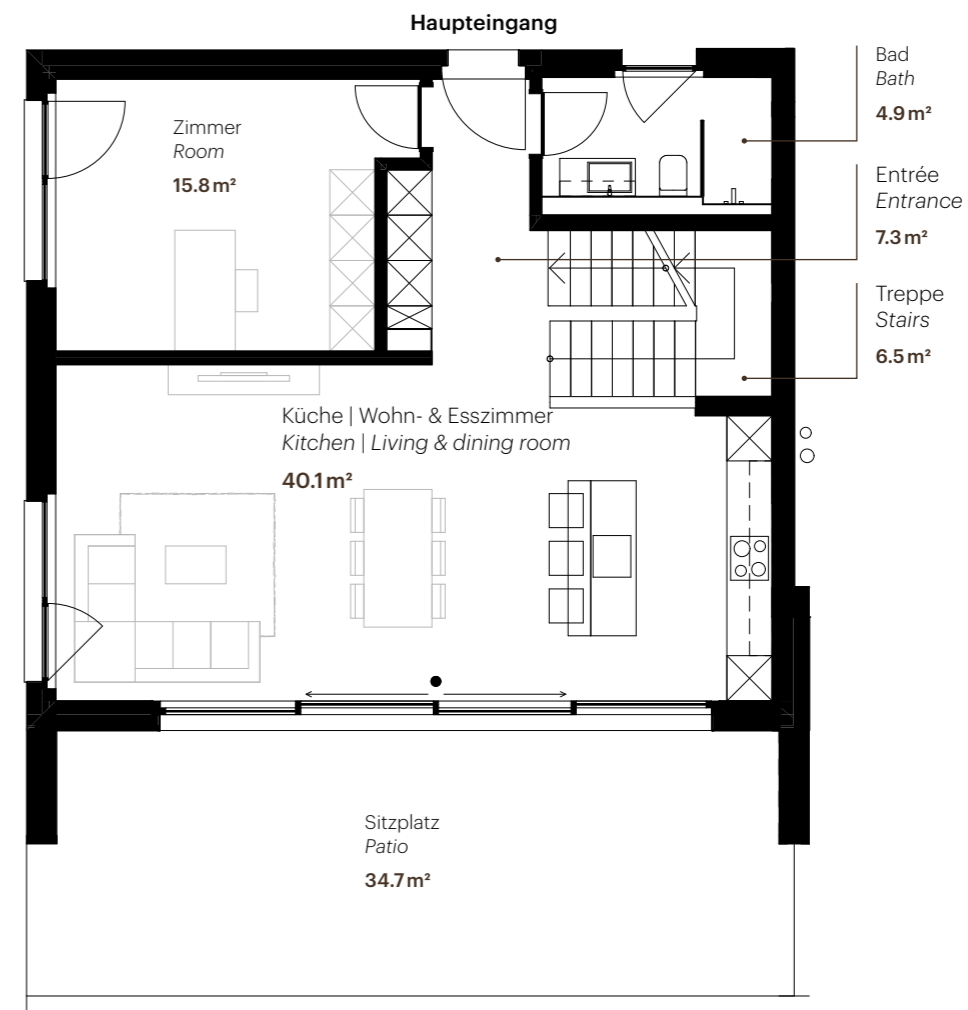 Haupteingang
Bad
Bath
4.9 m²
Zimmer
Room
15.8 m²
Entrée
Entrance
7.3 m²
Treppe
Stairs
6.5 m²
Küche | Wohn- & Esszimmer
Kitchen | Living & dining room
40.1 m²
Sitzplatz
Patio
34.7 m²